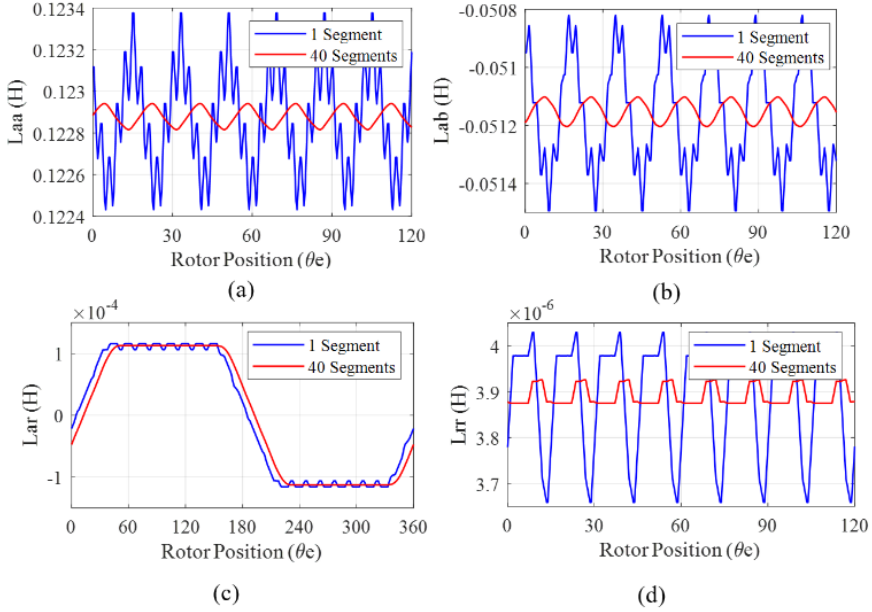 0.1234
0.1232
0.123
0.1228
0.1226
0.1224
Laa (H)
1 Segment
40 Segments
0 30 60 90 120
Rotor Position (θe)
(a)
-0.0508
-0.051
-0.0512
-0.0514
Lab (H)
1 Segment
40 Segments
0 30 60 90 120
Rotor Position (θe)
(b)
×10⁻⁴
1
0
-1
Lar (H)
1 Segment
40 Segments
0 60 120 180 240 300 360
Rotor Position (θe)
(c)
×10⁻⁶
4
3.9
3.8
3.7
Lrr (H)
1 Segment
40 Segments
0 30 60 90 120
Rotor Position (θe)
(d)